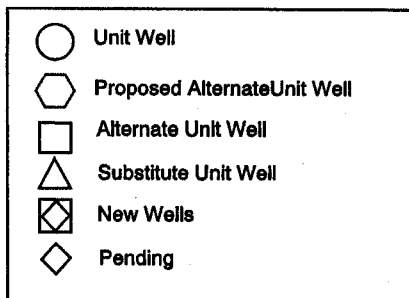 Unit Well
Proposed AlternateUnit Well
Alternate Unit Well
Substitute Unit Well
New Wells
Pending